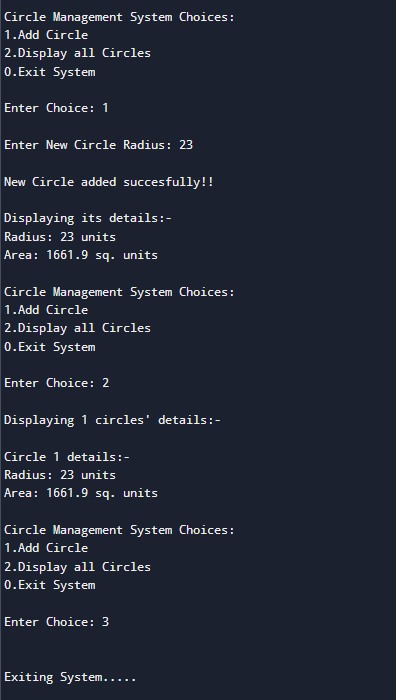 Circle Management System Choices:
1.Add Circle
2.Display all Circles
0.Exit System
Enter Choice: 1
Enter New Circle Radius: 23
New Circle added succesfully!!
Displaying its details:-
Radius: 23 units
Area: 1661.9 sq. units
Circle Management System Choices:
1.Add Circle
2.Display all Circles
0.Exit System
Enter Choice: 2
Displaying 1 circles' details:-
Circle 1 details:-
Radius: 23 units
Area: 1661.9 sq. units
Circle Management System Choices:
1.Add Circle
2.Display all Circles
0.Exit System
Enter Choice: 3
Exiting System.....